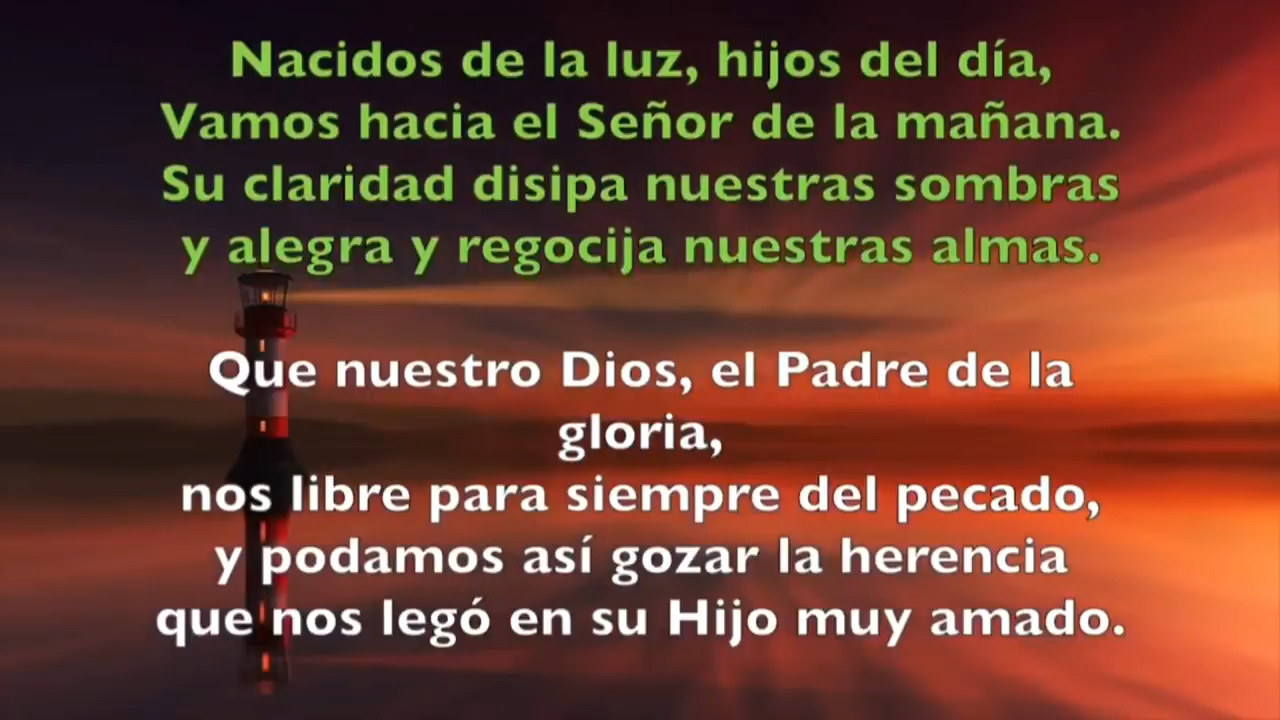 Nacidos de la luz, hijos del día,
Vamos hacia el Señor de la mañana.
Su claridad disipa nuestras sombras
y alegra y regocija nuestras almas.
Que nuestro Dios, el Padre de la
gloria,
nos libre para siempre del pecado,
y podamos así gozar la herencia
que nos legó en su Hijo muy amado.